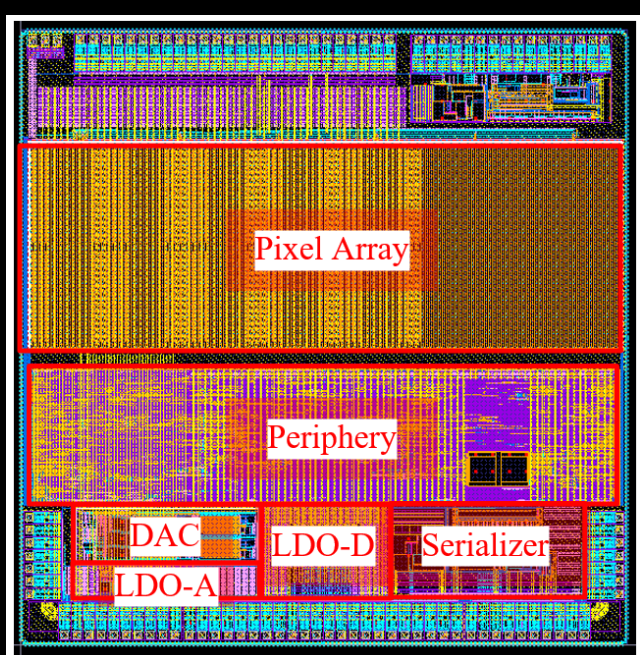 Pixel Array
Periphery
DAC
LDO-D
Serializer
LDO-A